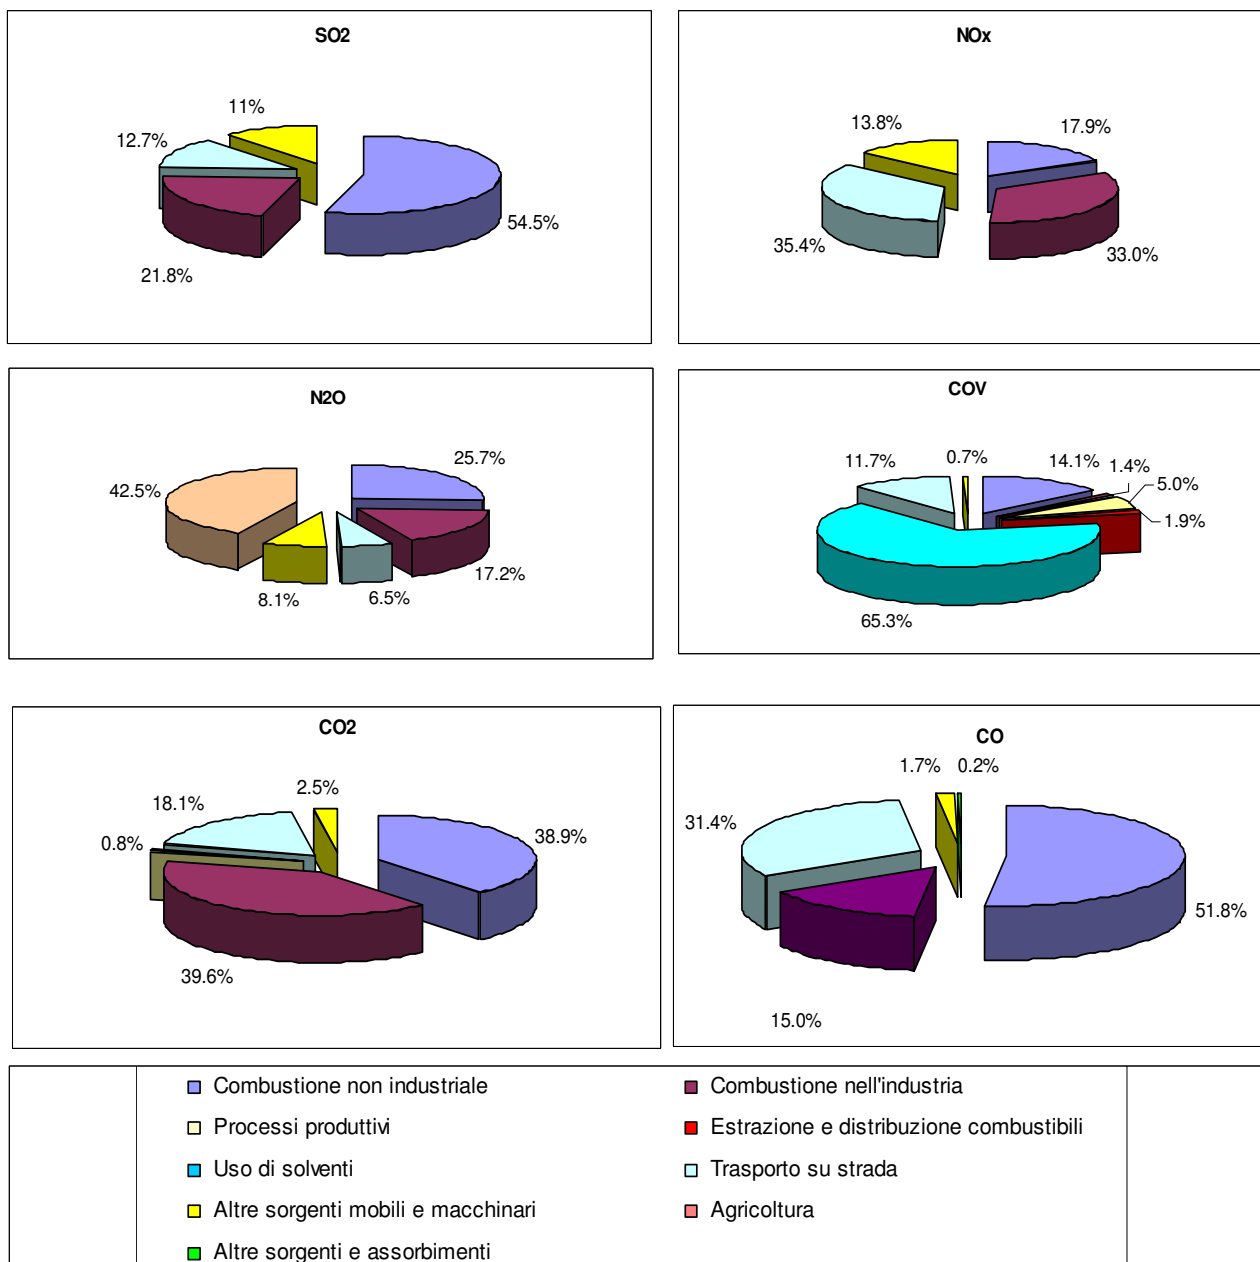 SO2
11%
12.7%
54.5%
21.8%
NOx
13.8%
17.9%
35.4%
33.0%
N2O
25.7%
42.5%
17.2%
8.1%
6.5%
COV
11.7%
0.7%
14.1%
1.4%
5.0%
1.9%
65.3%
CO2
2.5%
18.1%
0.8%
38.9%
39.6%
CO
1.7%
0.2%
31.4%
51.8%
15.0%
Combustione non industriale
Combustione nell'industria
Processi produttivi
Estrazione e distribuzione combustibili
Uso di solventi
Trasporto su strada
Altre sorgenti mobili e macchinari
Agricoltura
Altre sorgenti e assorbimenti